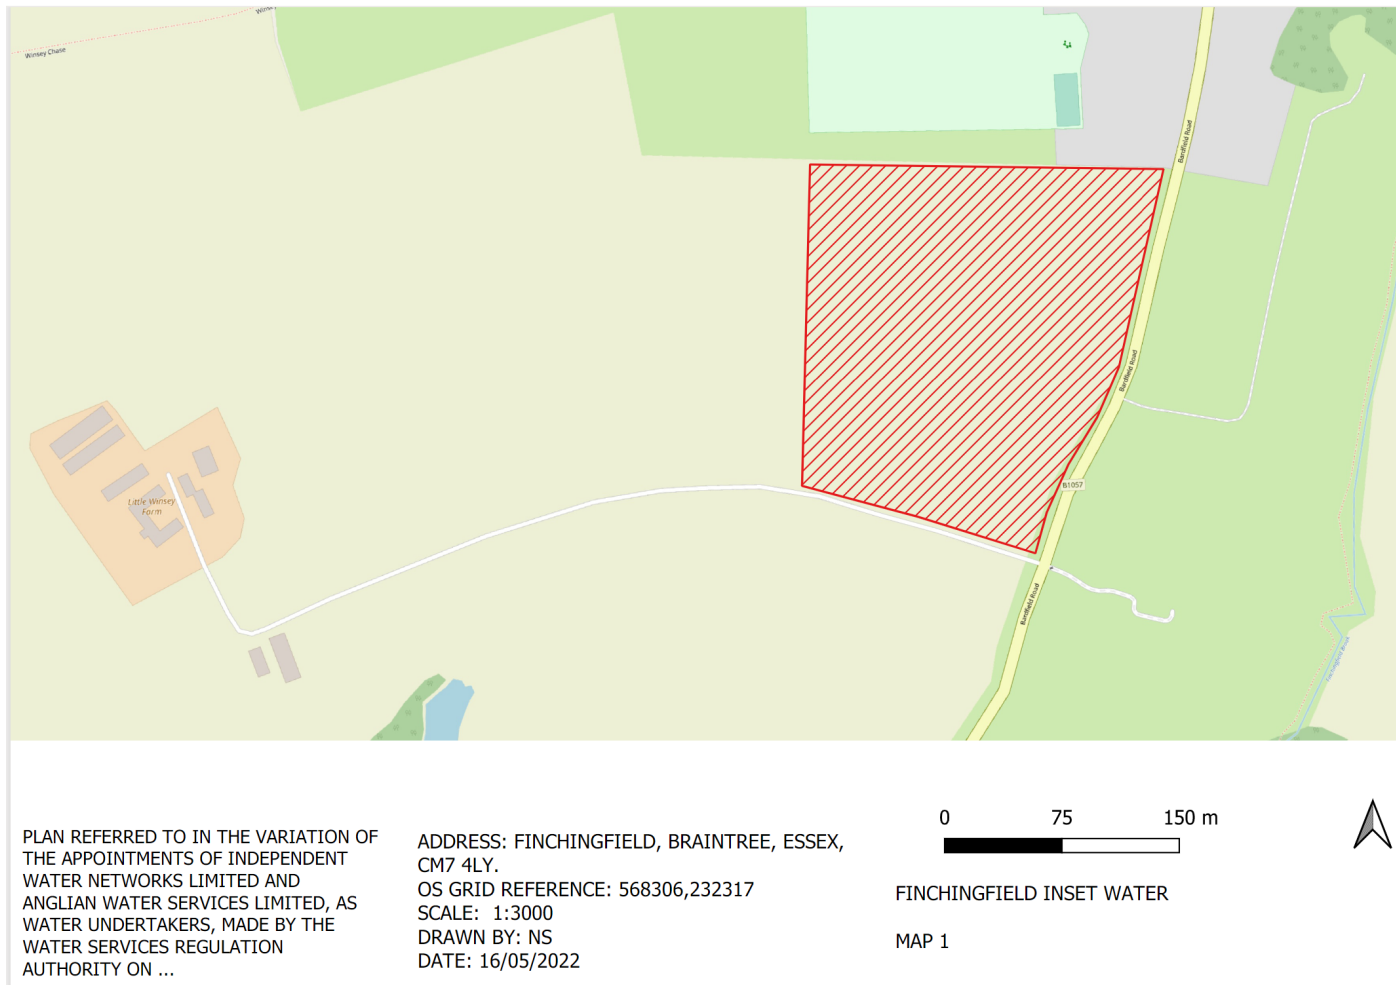 Winsey Chase
Bardfield Road
Bardfield Road
B1057
Little Winsey
Farm
Bardfield Road
Finchingfield Brook
PLAN REFERRED TO IN THE VARIATION OF
THE APPOINTMENTS OF INDEPENDENT
WATER NETWORKS LIMITED AND
ANGLIAN WATER SERVICES LIMITED, AS
WATER UNDERTAKERS, MADE BY THE
WATER SERVICES REGULATION
AUTHORITY ON ...
ADDRESS: FINCHINGFIELD, BRAINTREE, ESSEX,
CM7 4LY.
OS GRID REFERENCE: 568306,232317
SCALE: 1:3000
DRAWN BY: NS
DATE: 16/05/2022
0 75 150 m
FINCHINGFIELD INSET WATER
MAP 1